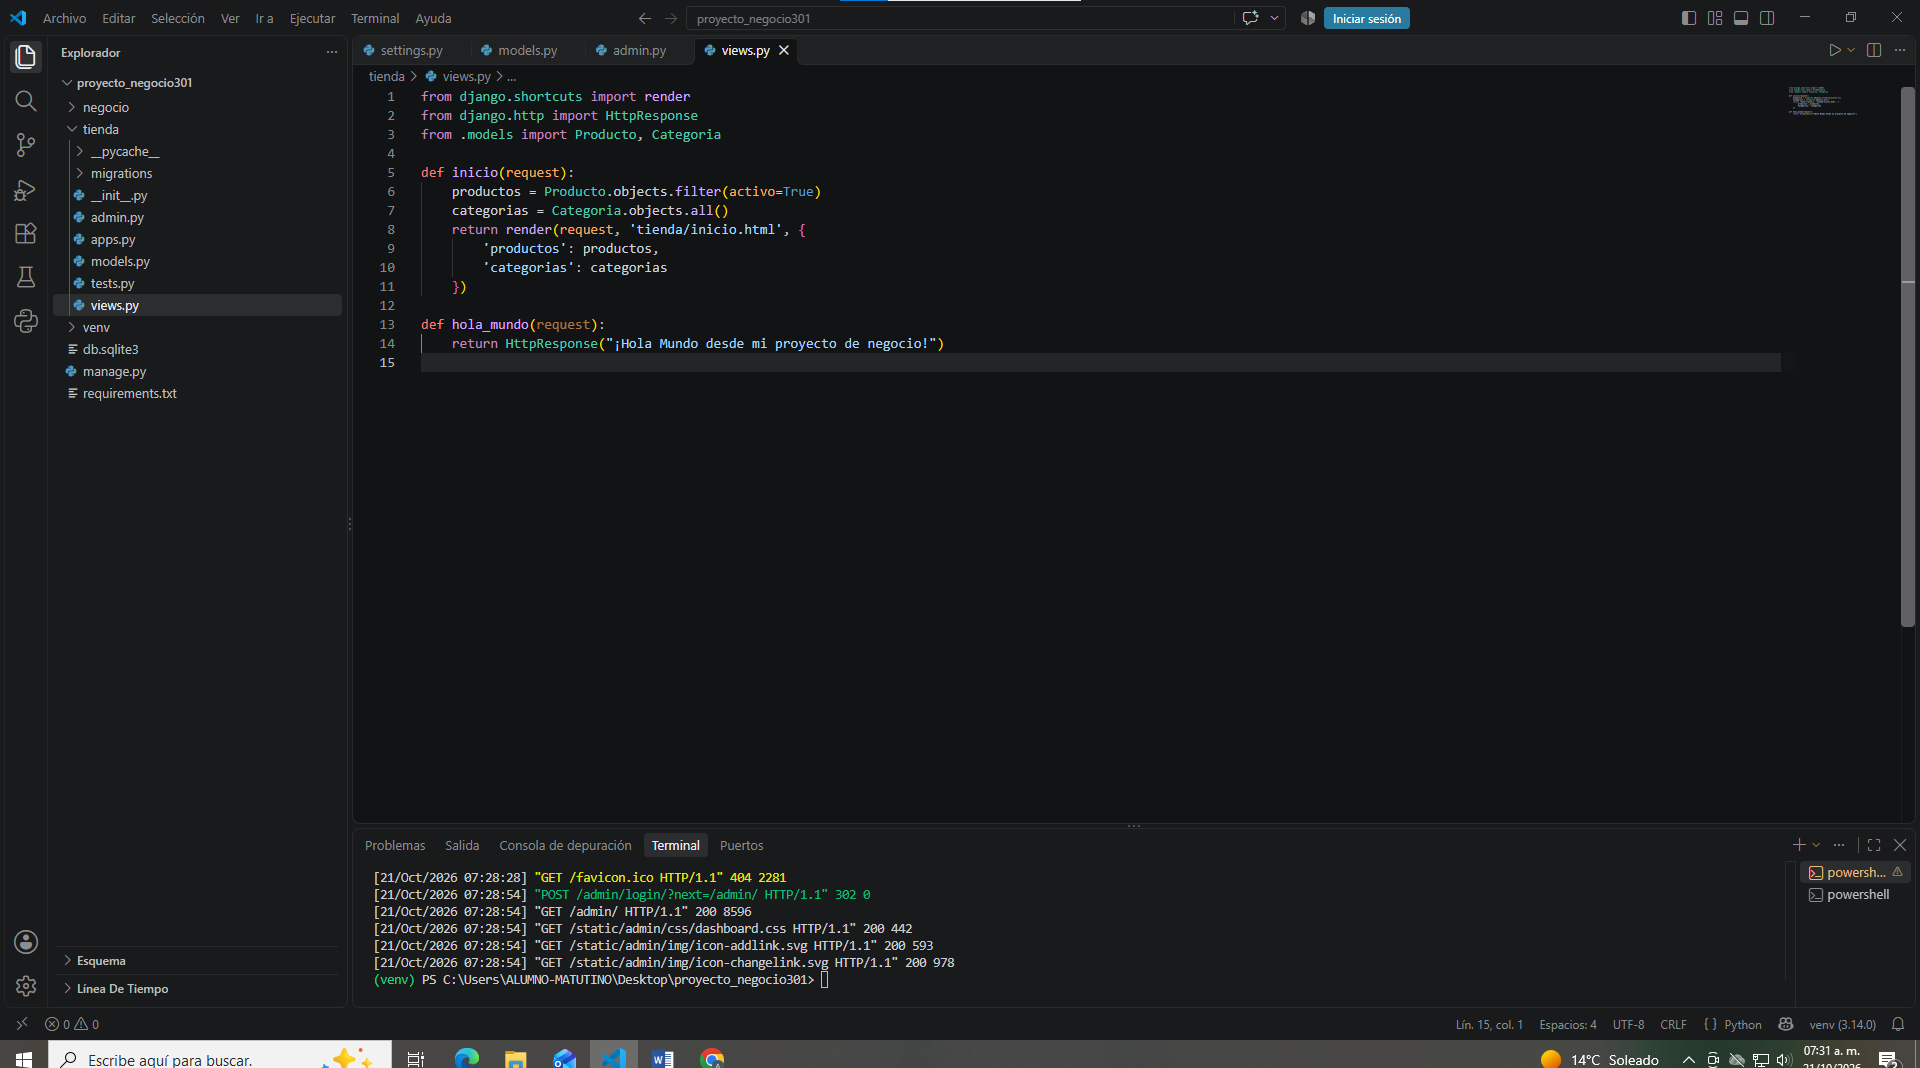 Archivo Editar Selección Ver Ir a Ejecutar Terminal Ayuda
proyecto_negocio301
Iniciar sesión
Explorador
proyecto_negocio301
negocio
tienda
__pycache__
migrations
__init__.py
admin.py
apps.py
models.py
tests.py
views.py
venv
db.sqlite3
manage.py
requirements.txt
Esquema
Línea De Tiempo
settings.py models.py admin.py views.py
tienda > views.py > ...
1 from django.shortcuts import render
2 from django.http import HttpResponse
3 from .models import Producto, Categoria
4
5 def inicio(request):
6 productos = Producto.objects.filter(activo=True)
7 categorias = Categoria.objects.all()
8 return render(request, 'tienda/inicio.html', {
9 'productos': productos,
10 'categorias': categorias
11 })
12
13 def hola_mundo(request):
14 return HttpResponse("¡Hola Mundo desde mi proyecto de negocio!")
15
Problemas Salida Consola de depuración Terminal Puertos
[21/Oct/2026 07:28:28] "GET /favicon.ico HTTP/1.1" 404 2281
[21/Oct/2026 07:28:54] "POST /admin/login/?next=/admin/ HTTP/1.1" 302 0
[21/Oct/2026 07:28:54] "GET /admin/ HTTP/1.1" 200 8596
[21/Oct/2026 07:28:54] "GET /static/admin/css/dashboard.css HTTP/1.1" 200 442
[21/Oct/2026 07:28:54] "GET /static/admin/img/icon-addlink.svg HTTP/1.1" 200 593
[21/Oct/2026 07:28:54] "GET /static/admin/img/icon-changelink.svg HTTP/1.1" 200 978
(venv) PS C:\Users\ALUMNO-MATUTINO\Desktop\proyecto_negocio301>
powersh...
powershell
0 0
Lín. 15, col. 1 Espacios: 4 UTF-8 CRLF { } Python venv (3.14.0)
Escribe aquí para buscar.
14°C Soleado
07:31 a. m.
21/10/2026